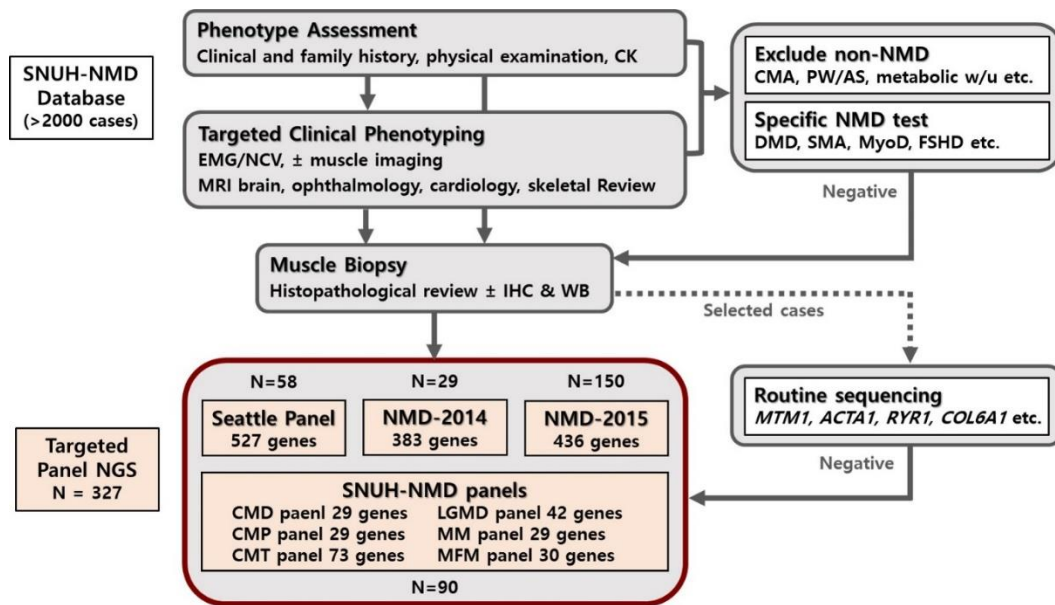 SNUH-NMD
Database
(>2000 cases)
Phenotype Assessment
Clinical and family history, physical examination, CK
Targeted Clinical Phenotyping
EMG/NCV, ± muscle imaging
MRI brain, ophthalmology, cardiology, skeletal Review
Exclude non-NMD
CMA, PW/AS, metabolic w/u etc.
Specific NMD test
DMD, SMA, MyoD, FSHD etc.
Negative
Muscle Biopsy
Histopathological review ± IHC & WB
Selected cases
Routine sequencing
MTM1, ACTA1, RYR1, COL6A1 etc.
Negative
Targeted
Panel NGS
N = 327
N=58
Seattle Panel
527 genes
N=29
NMD-2014
383 genes
N=150
NMD-2015
436 genes
SNUH-NMD panels
CMD paenl 29 genes
CMP panel 29 genes
CMT panel 73 genes
LGMD panel 42 genes
MM panel 29 genes
MFM panel 30 genes
N=90